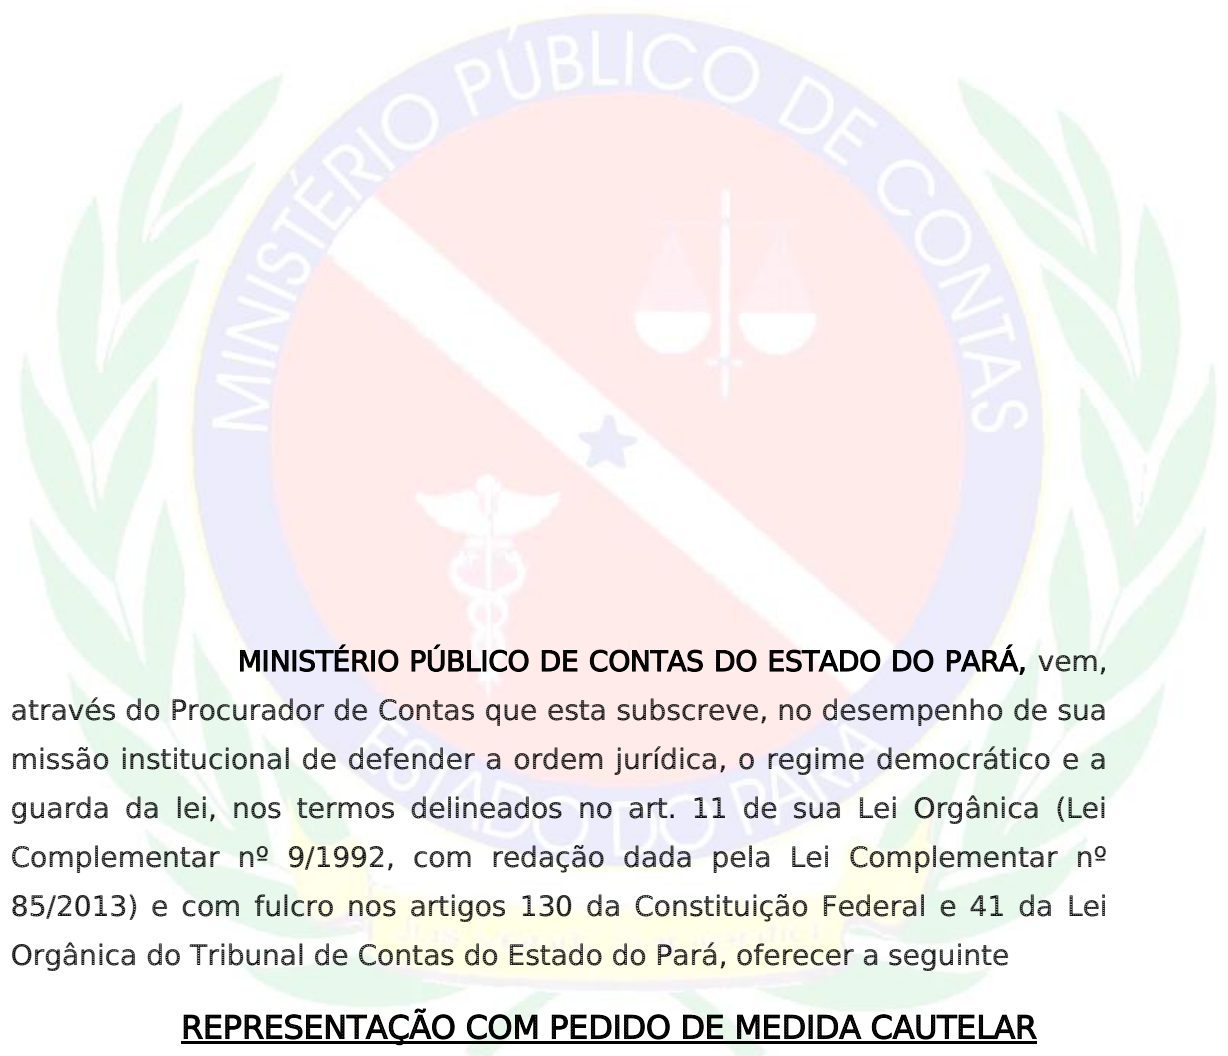 MINISTÉRIO PÚBLICO DE CONTAS
MINISTÉRIO PÚBLICO DE CONTAS DO ESTADO DO PARÁ, vem,
através do Procurador de Contas que esta subscreve, no desempenho de sua
missão institucional de defender a ordem jurídica, o regime democrático e a
guarda da lei, nos termos delineados no art. 11 de sua Lei Orgânica (Lei
Complementar nº 9/1992, com redação dada pela Lei Complementar nº
85/2013) e com fulcro nos artigos 130 da Constituição Federal e 41 da Lei
Orgânica do Tribunal de Contas do Estado do Pará, oferecer a seguinte
ESTADO DO PARÁ
REPRESENTAÇÃO COM PEDIDO DE MEDIDA CAUTELAR